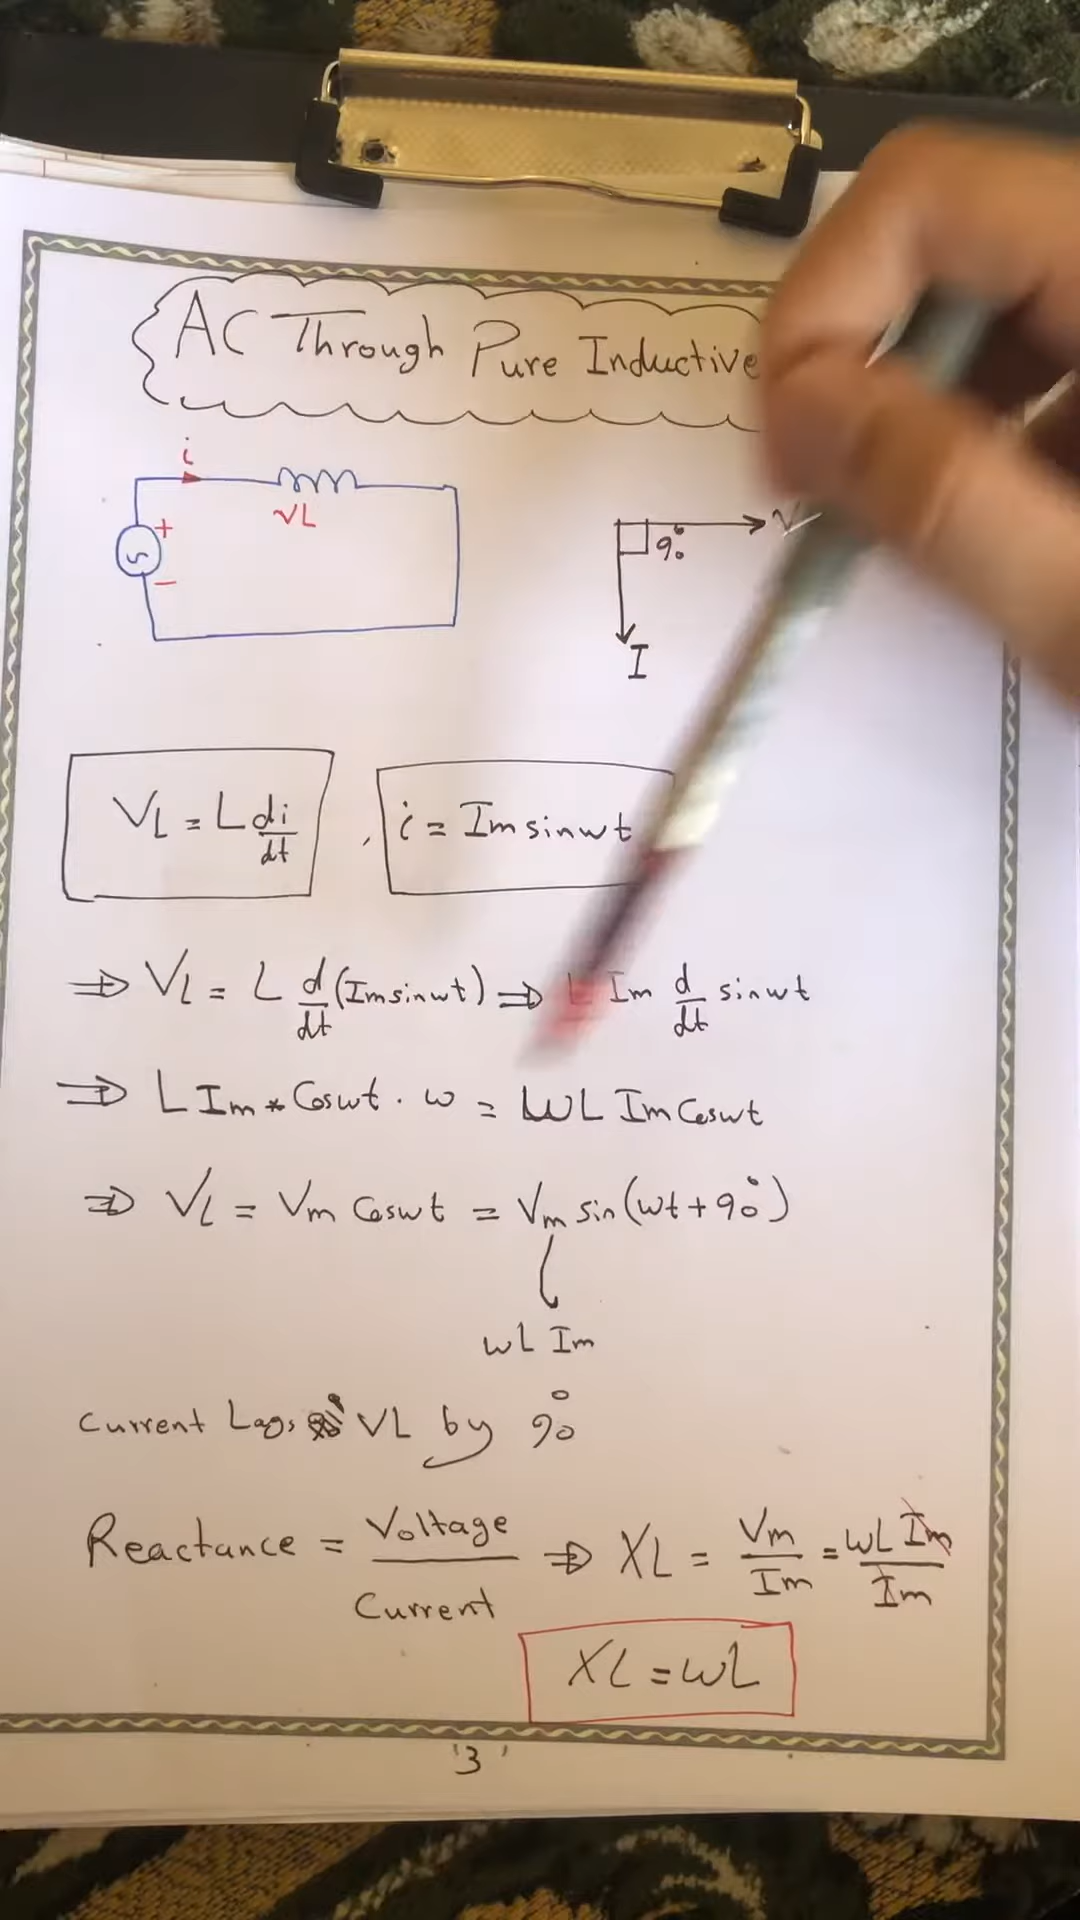 AC Through Pure Inductive
i
+
VL
−
V
90°
I
VL = L di/dt , i = Im sinwt
⇒ VL = L d/dt (Im sinwt) ⇒ L Im d/dt sinwt
⇒ L Im * Coswt . w = WL Im Coswt
⇒ VL = Vm Coswt = Vm sin(wt + 90°)
wL Im
Current Lags VL by 90°
Reactance = Voltage/Current ⇒ XL = Vm/Im = wL Im/Im
XL = wL
'3'